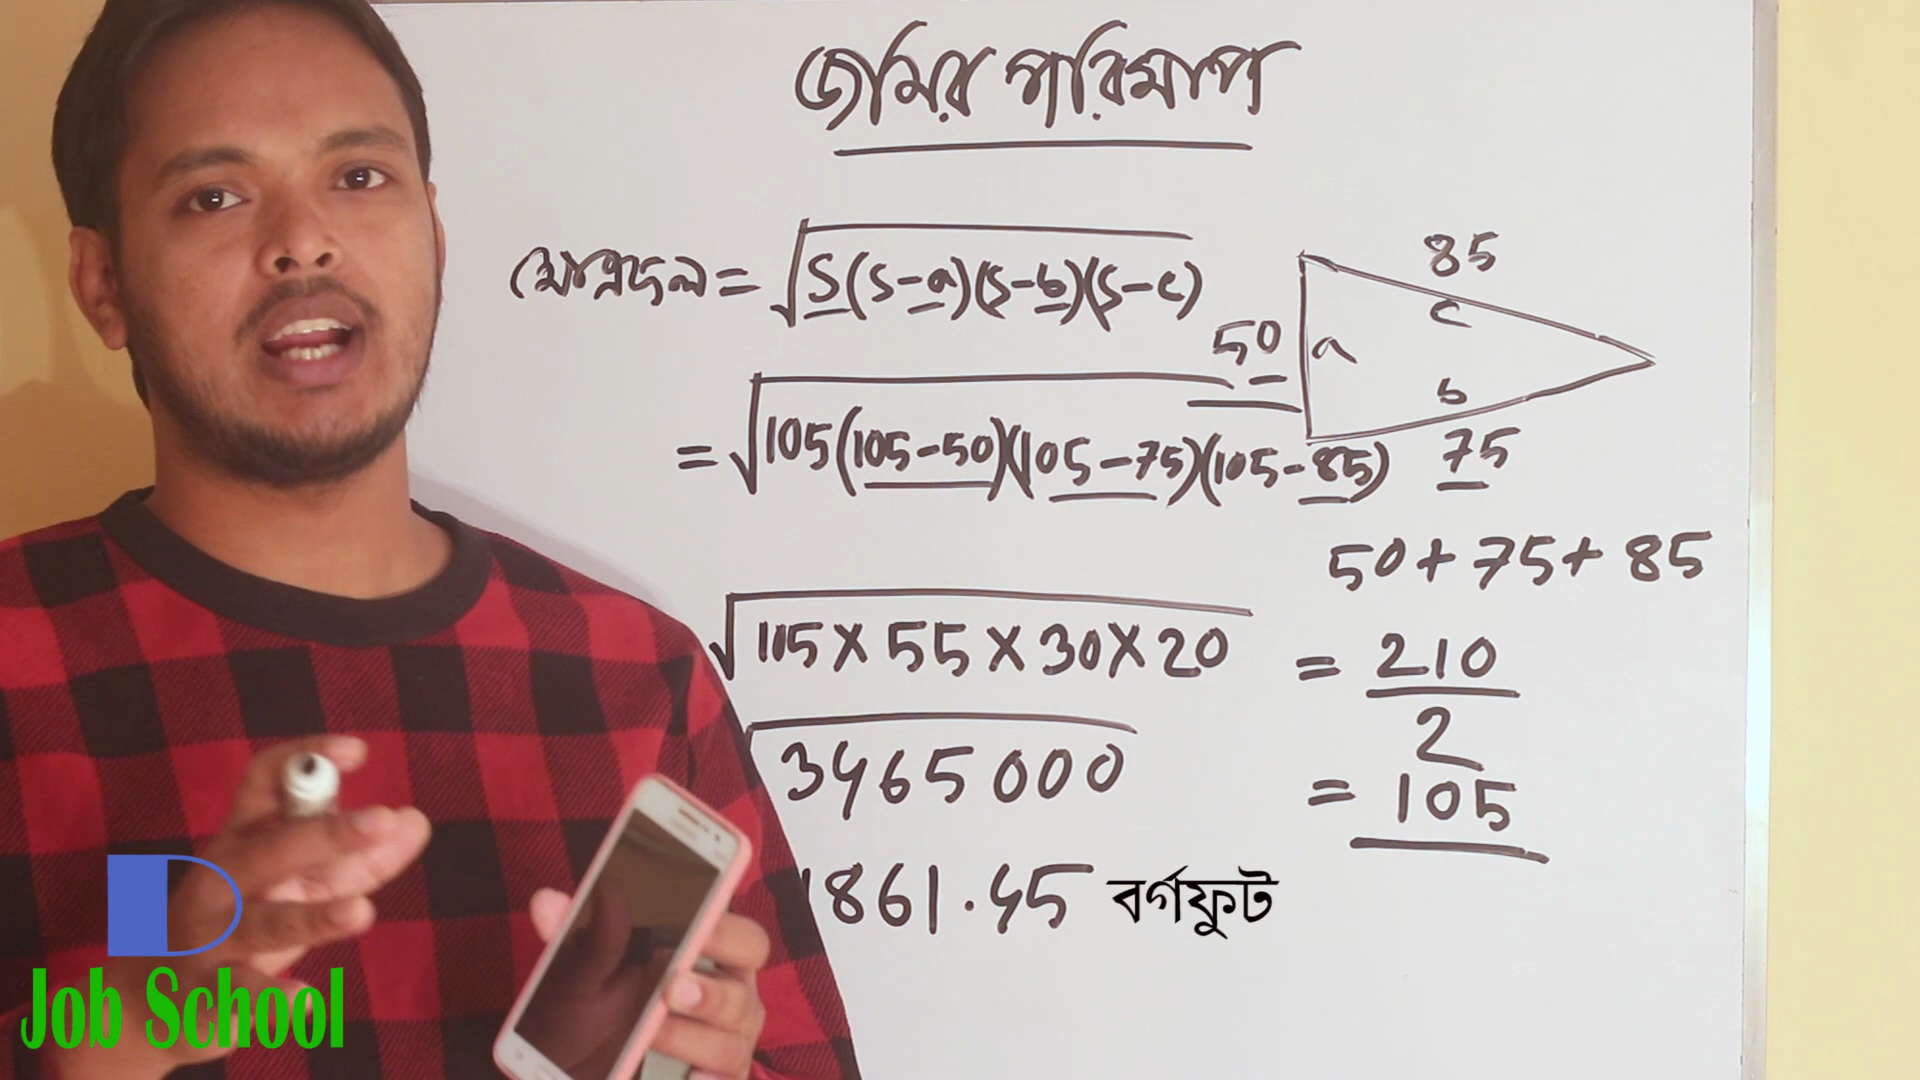 জমির পরিমাপ
ক্ষেত্রফল = √S(S-a)(S-b)(S-c)
85
c
50
a
b
75
= √105(105-50)(105-75)(105-85)
50+75+85
√105 X 55 X 30 X 20
= 210
2
3465000
= 105
1861.45 বর্গফুট
Job School